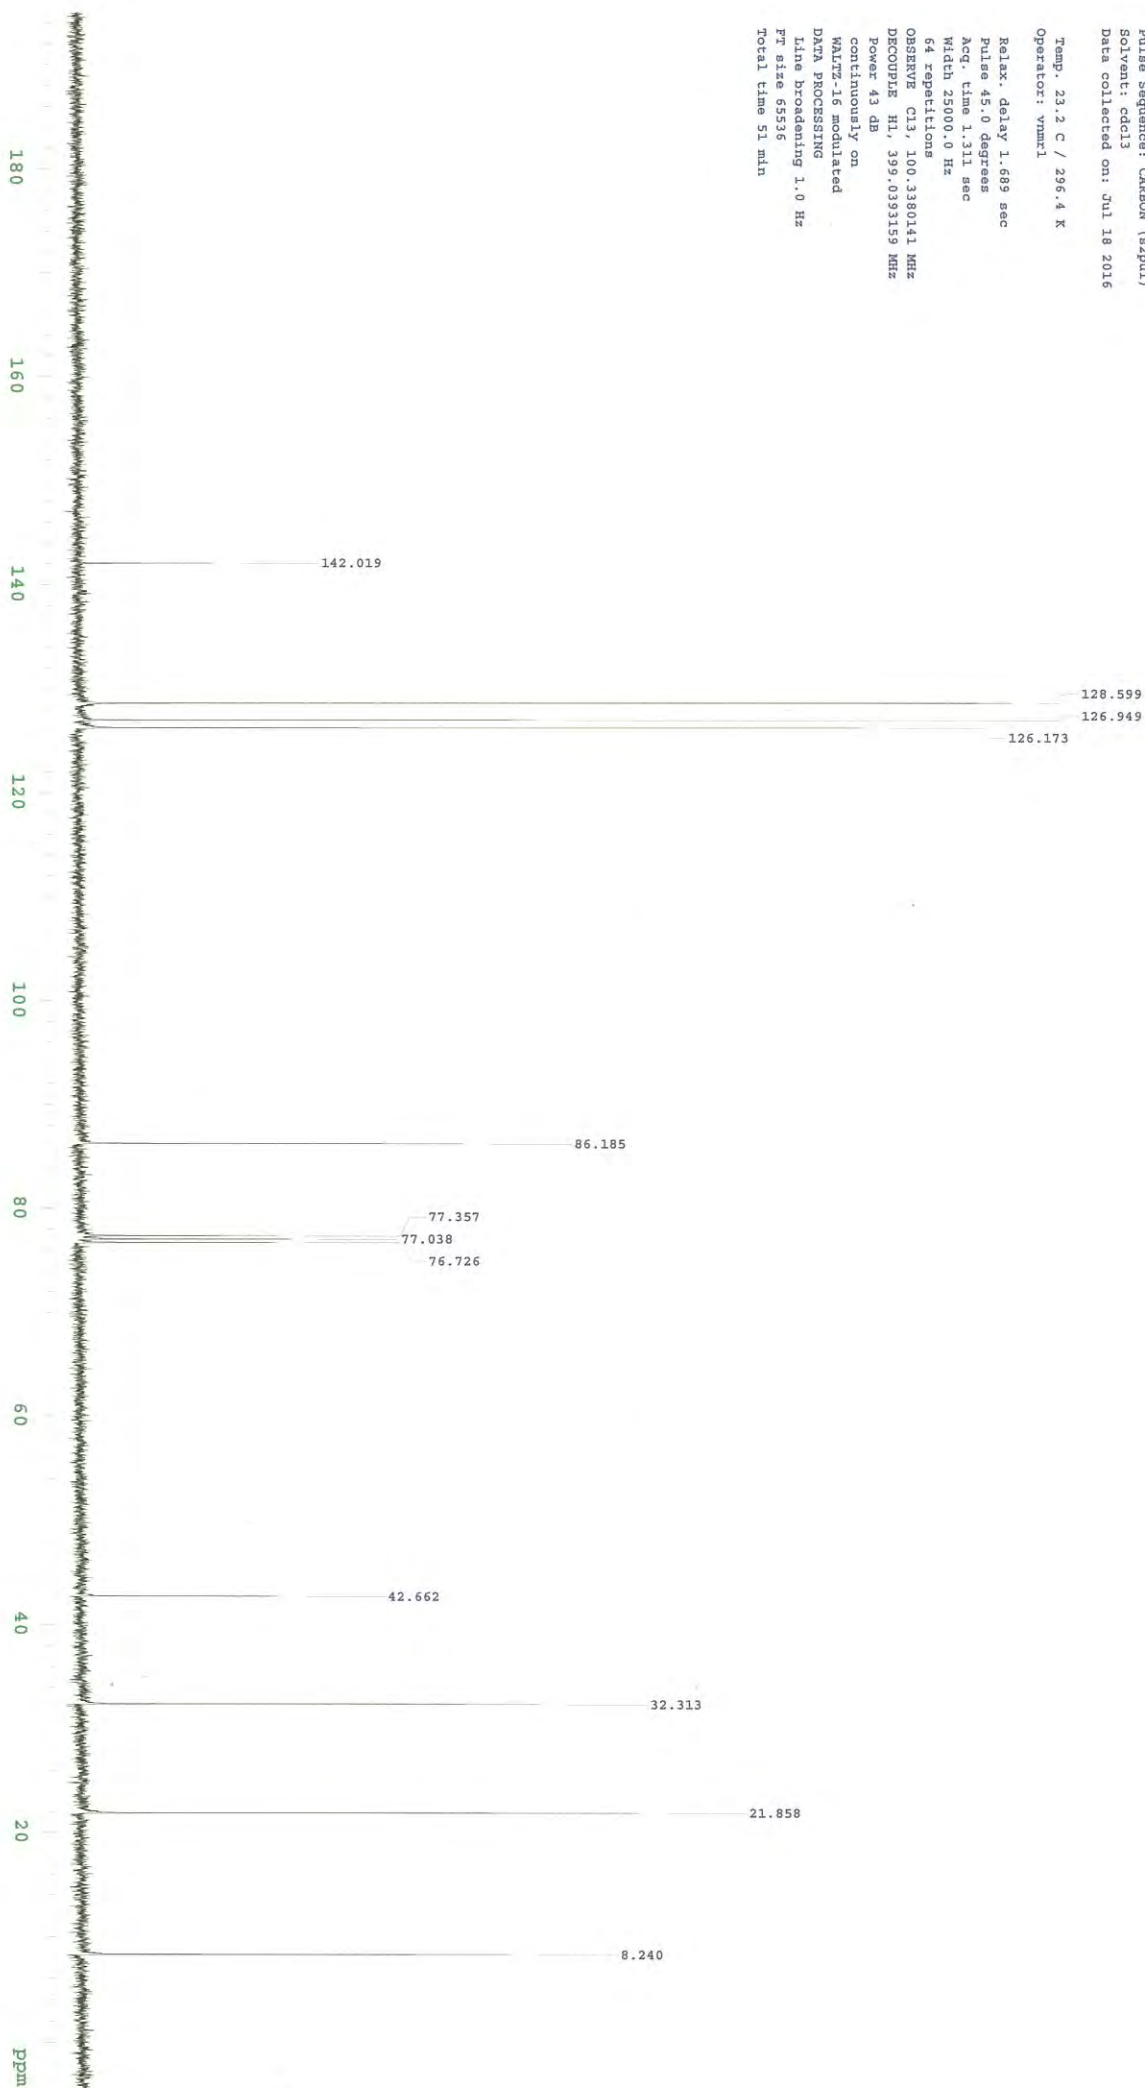 Pulse Sequence: CARBON (s2pul)
Solvent: cdcl3
Data collected on: Jul 18 2016
Temp. 23.2 C / 296.4 K
Operator: vnmr1
Relax. delay 1.689 sec
Pulse 45.0 degrees
Acq. time 1.311 sec
Width 25000.0 Hz
64 repetitions
OBSERVE C13, 100.3380141 MHz
DECOUPLE H1, 399.0393159 MHz
Power 43 dB
continuously on
WALTZ-16 modulated
DATA PROCESSING
Line broadening 1.0 Hz
FT size 65536
Total time 51 min
142.019
128.599
126.949
126.173
86.185
77.357
77.038
76.726
42.662
32.313
21.858
8.240
180
160
140
120
100
80
60
40
20
ppm